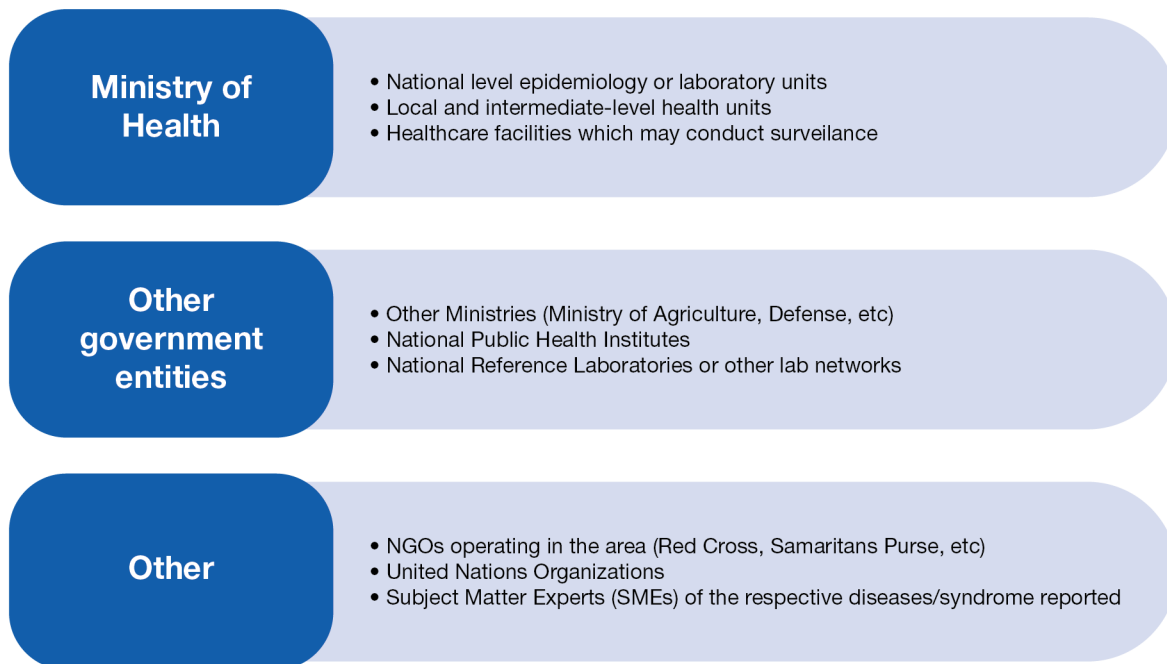 Ministry of
Health
• National level epidemiology or laboratory units
• Local and intermediate-level health units
• Healthcare facilities which may conduct surveilance
Other
government
entities
• Other Ministries (Ministry of Agriculture, Defense, etc)
• National Public Health Institutes
• National Reference Laboratories or other lab networks
Other
• NGOs operating in the area (Red Cross, Samaritans Purse, etc)
• United Nations Organizations
• Subject Matter Experts (SMEs) of the respective diseases/syndrome reported